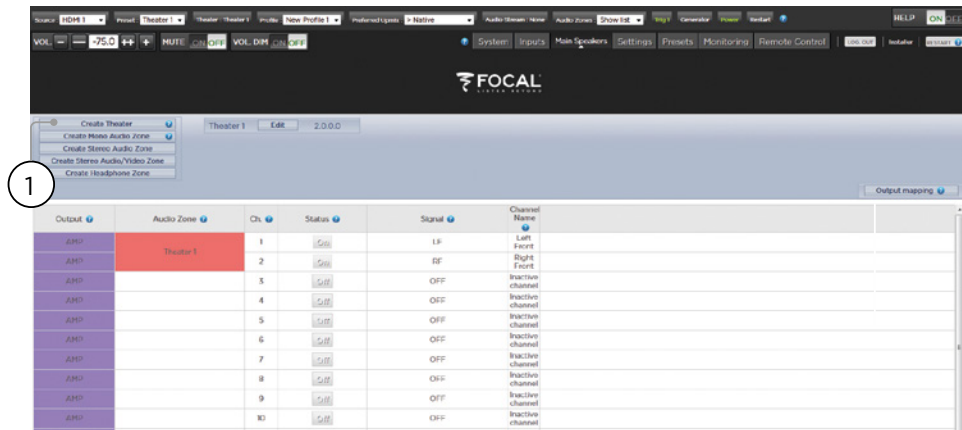 Source HDMI 1 Preset Theater 1 Theater : Theater 1 Profile New Profile 1 Preferred Upmix > Native Audio Stream : None Audio Zones Show list Trig 1 Generator Power Restart ?
HELP ON OFF
VOL. − −− -75.0 ++ + MUTE ON OFF VOL. DIM ON OFF ? System Inputs Main Speakers Settings Presets Monitoring Remote Control LOG OUT Installer RESTART ?
FOCAL
LISTEN BEYOND
Create Theater ? Theater 1 Edit 2.0.0.0
Create Mono Audio Zone ?
Create Stereo Audio Zone
Create Stereo Audio/Video Zone
Create Headphone Zone
1
Output mapping ?
Output ? Audio Zone ? Ch. ? Status ? Signal ? Channel Name ?
AMP Theater 1 1 On LF Left Front
AMP 2 On RF Right Front
AMP 3 Off OFF Inactive channel
AMP 4 Off OFF Inactive channel
AMP 5 Off OFF Inactive channel
AMP 6 Off OFF Inactive channel
AMP 7 Off OFF Inactive channel
AMP 8 Off OFF Inactive channel
AMP 9 Off OFF Inactive channel
AMP 10 Off OFF Inactive channel